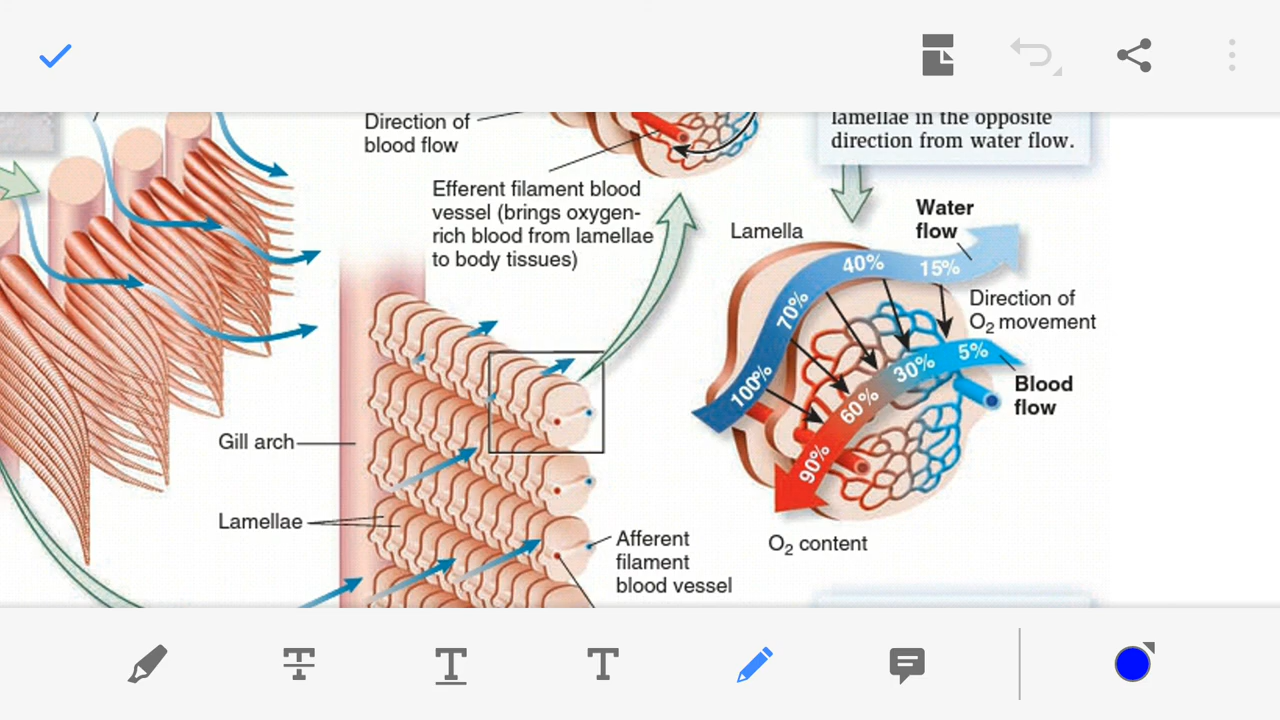 Direction of
blood flow
lamellae in the opposite
direction from water flow.
Efferent filament blood
vessel (brings oxygen-
rich blood from lamellae
to body tissues)
Lamella
Water
flow
40%
15%
70%
100%
Direction of
O₂ movement
5%
30%
60%
90%
Blood
flow
Gill arch
Lamellae
O₂ content
Afferent
filament
blood vessel
T
T
T